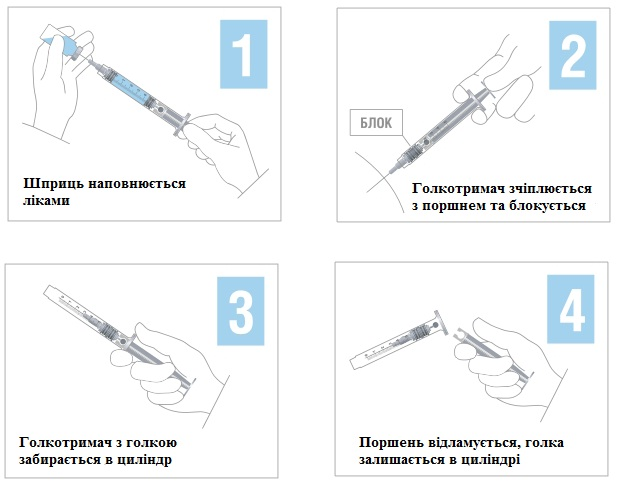 1
Шприць наповнюється
ліками
2
БЛОК
Голкотримач зчіплюється
з поршнем та блокується
3
Голкотримач з голкою
забирається в циліндр
4
Поршень відламується, голка
залишається в циліндрі